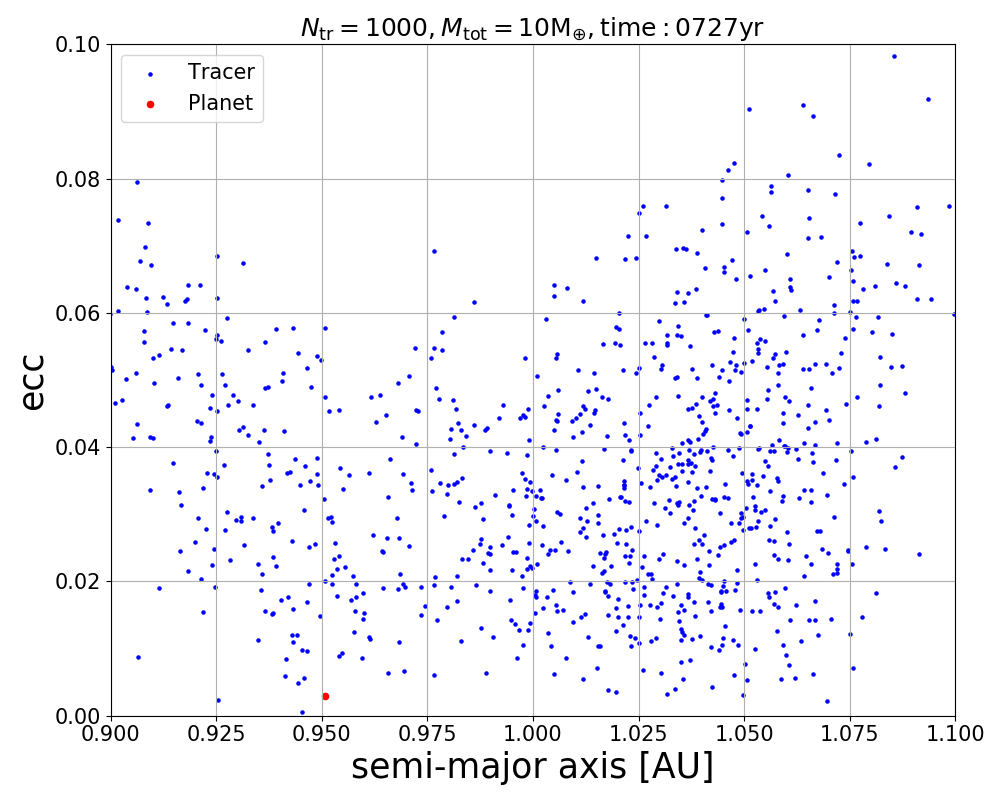 N_tr = 1000, M_tot = 10M_⊕, time : 0727yr
0.10
Tracer
Planet
0.08
0.06
ecc
0.04
0.02
0.00
0.900 0.925 0.950 0.975 1.000 1.025 1.050 1.075 1.100
semi-major axis [AU]